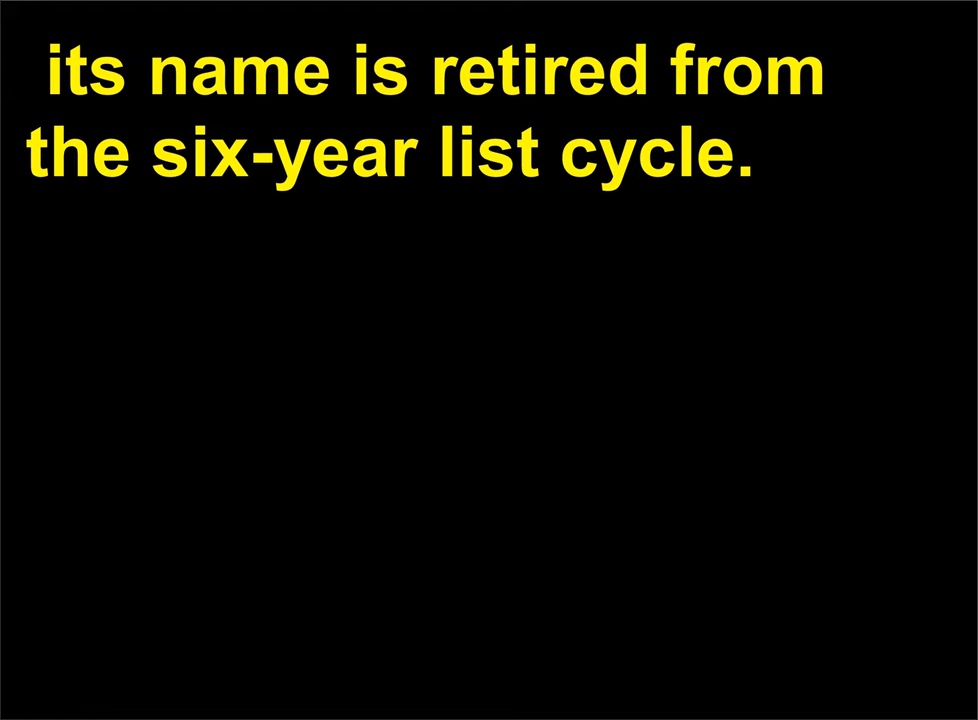 its name is retired from
the six-year list cycle.